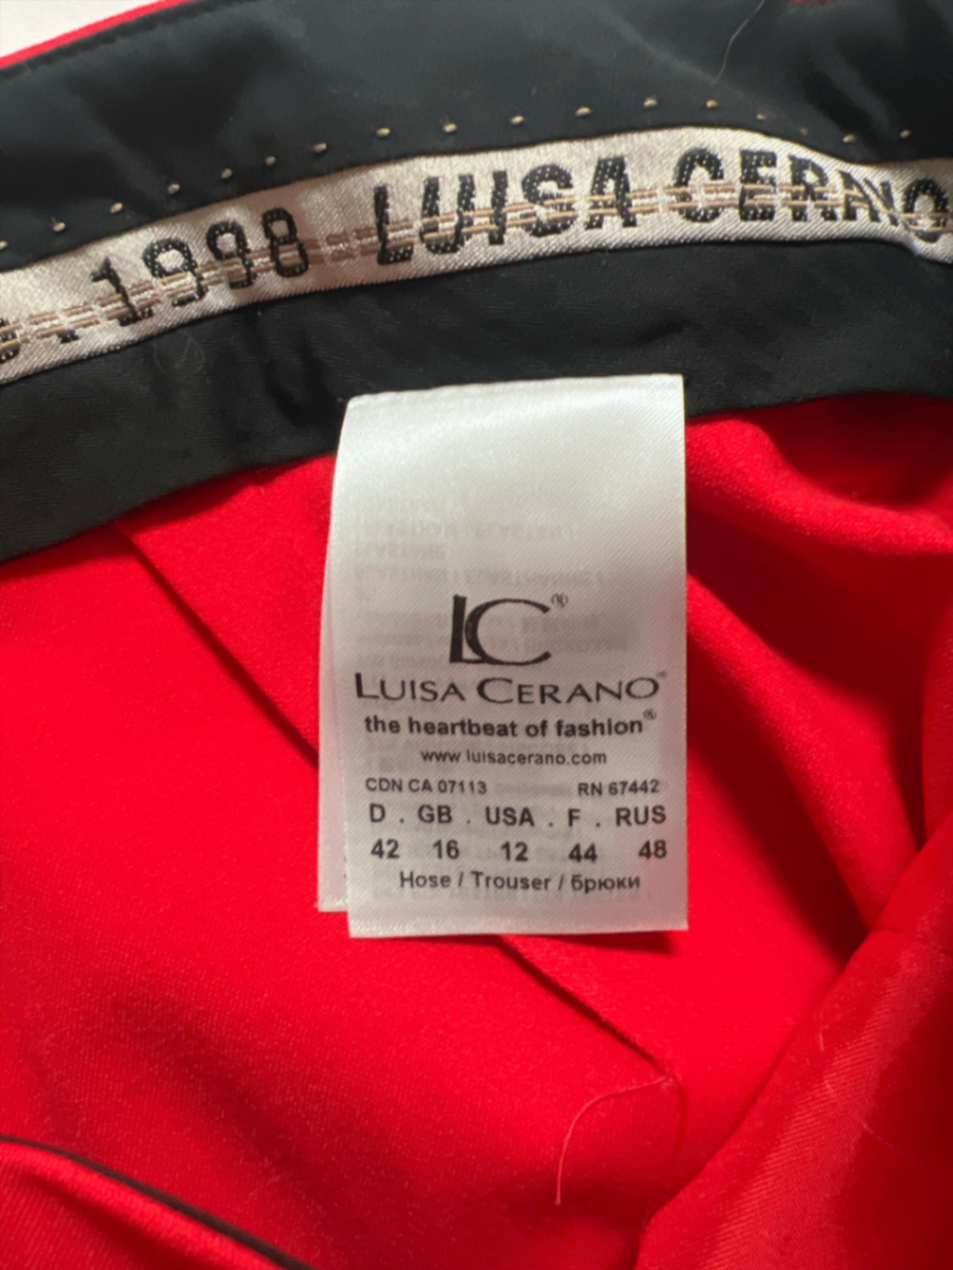 1998 LUISA CERANO
LC®
LUISA CERANO
the heartbeat of fashion®
www.luisacerano.com
CDN CA 07113 RN 67442
D . GB . USA . F . RUS
42 16 12 44 48
Hose / Trouser / брюки